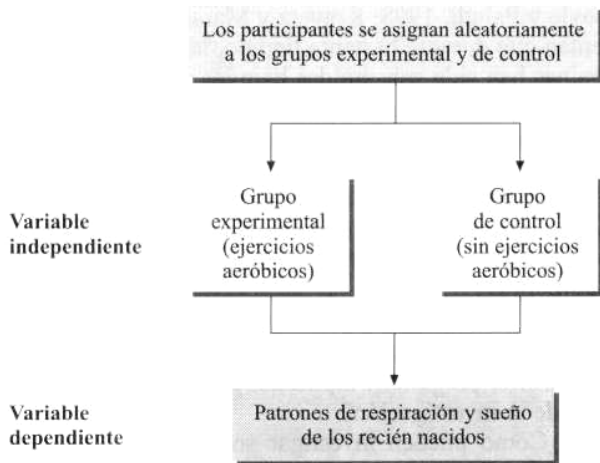 Los participantes se asignan aleatoriamente
a los grupos experimental y de control
Variable
independiente
Grupo
experimental
(ejercicios
aeróbicos)
Grupo
de control
(sin ejercicios
aeróbicos)
Variable
dependiente
Patrones de respiración y sueño
de los recién nacidos